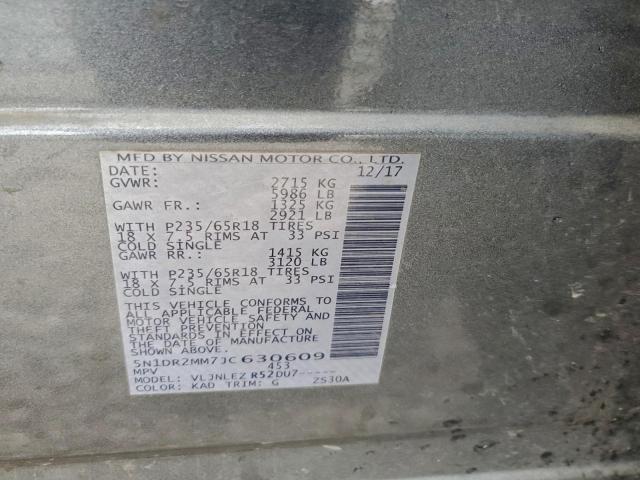 MFD BY NISSAN MOTOR CO., LTD.
DATE: 12/17
GVWR: 2715 KG
5986 LB
GAWR FR.: 1325 KG
2921 LB
WITH P235/65R18 TIRES
18 X 7.5 RIMS AT 33 PSI
COLD SINGLE
GAWR RR.: 1415 KG
3120 LB
WITH P235/65R18 TIRES
18 X 7.5 RIMS AT 33 PSI
COLD SINGLE
THIS VEHICLE CONFORMS TO
ALL APPLICABLE FEDERAL
MOTOR VEHICLE SAFETY AND
THEFT PREVENTION
STANDARDS IN EFFECT ON
THE DATE OF MANUFACTURE
SHOWN ABOVE.
5N1DR2MM7JC630609
MPV 453
MODEL: VLJNLEZ R52DU7-----
COLOR: KAD TRIM: G ZS30A